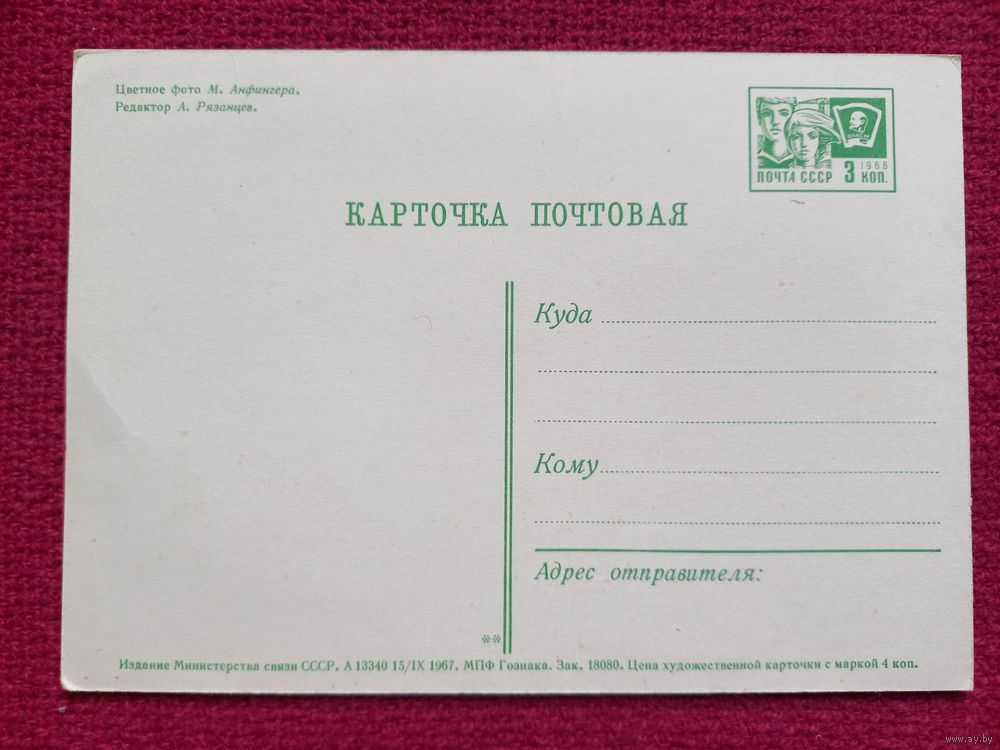 Цветное фото М. Анфингера.
Редактор А. Рязанцев.
ВЛКСМ
1966
ПОЧТА СССР 3 КОП.
КАРТОЧКА ПОЧТОВАЯ
Куда
Кому
Адрес отправителя:
**
Издание Министерства связи СССР. А 13340 15/IX 1967. МПФ Гознака. Зак. 18080. Цена художественной карточки с маркой 4 коп.
www.ay.by